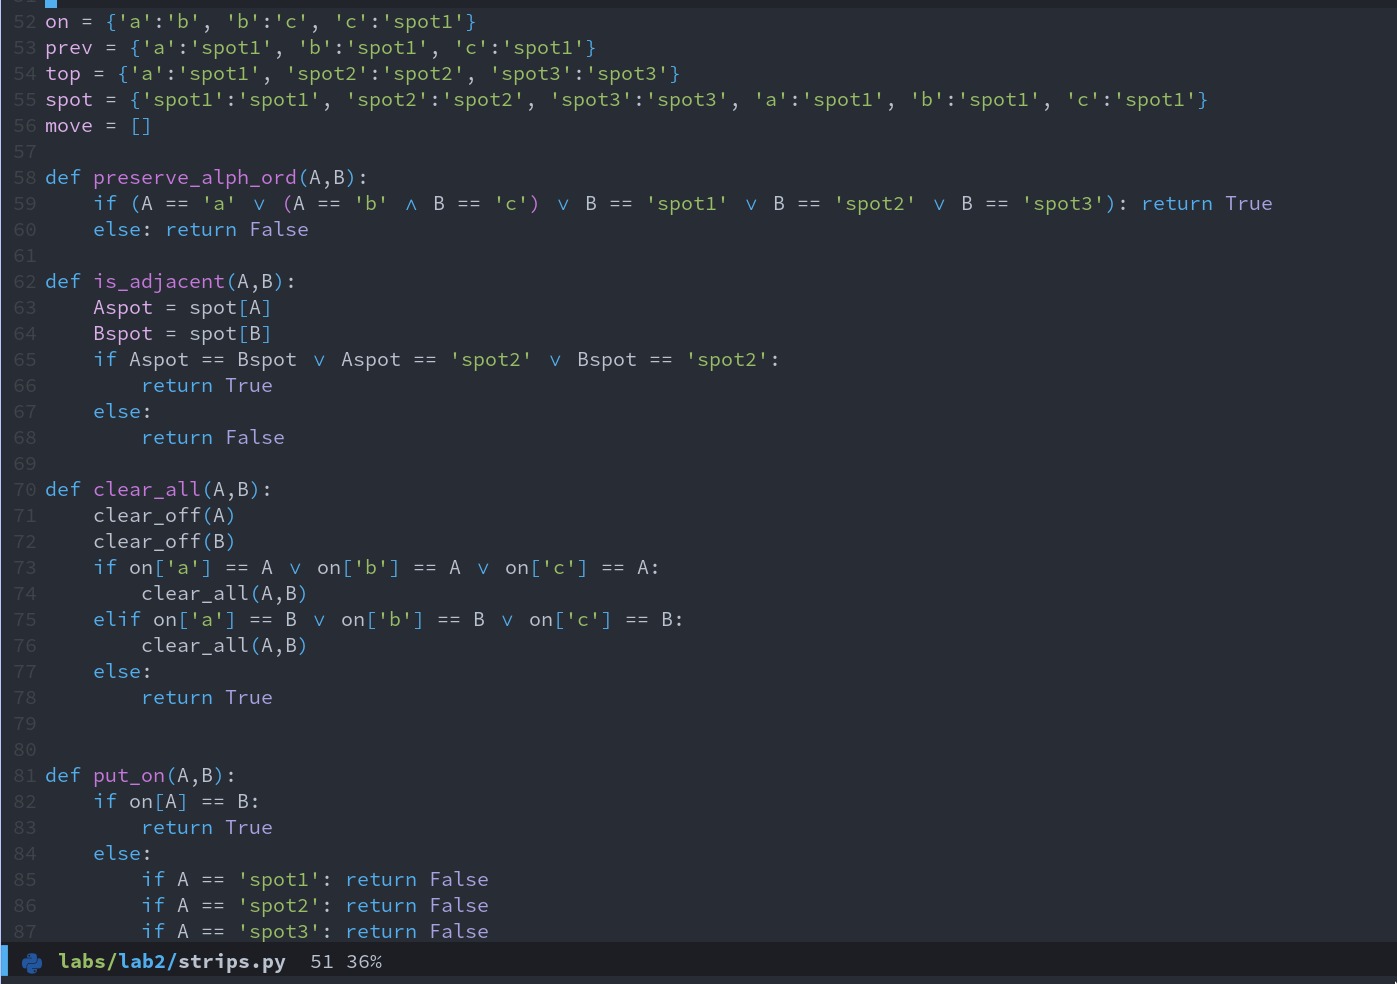 52 on = {'a':'b', 'b':'c', 'c':'spot1'}
53 prev = {'a':'spot1', 'b':'spot1', 'c':'spot1'}
54 top = {'a':'spot1', 'spot2':'spot2', 'spot3':'spot3'}
55 spot = {'spot1':'spot1', 'spot2':'spot2', 'spot3':'spot3', 'a':'spot1', 'b':'spot1', 'c':'spot1'}
56 move = []
57
58 def preserve_alph_ord(A,B):
59     if (A == 'a' ∨ (A == 'b' ∧ B == 'c') ∨ B == 'spot1' ∨ B == 'spot2' ∨ B == 'spot3'): return True
60     else: return False
61
62 def is_adjacent(A,B):
63     Aspot = spot[A]
64     Bspot = spot[B]
65     if Aspot == Bspot ∨ Aspot == 'spot2' ∨ Bspot == 'spot2':
66         return True
67     else:
68         return False
69
70 def clear_all(A,B):
71     clear_off(A)
72     clear_off(B)
73     if on['a'] == A ∨ on['b'] == A ∨ on['c'] == A:
74         clear_all(A,B)
75     elif on['a'] == B ∨ on['b'] == B ∨ on['c'] == B:
76         clear_all(A,B)
77     else:
78         return True
79
80
81 def put_on(A,B):
82     if on[A] == B:
83         return True
84     else:
85         if A == 'spot1': return False
86         if A == 'spot2': return False
87         if A == 'spot3': return False
labs/lab2/strips.py  51 36%